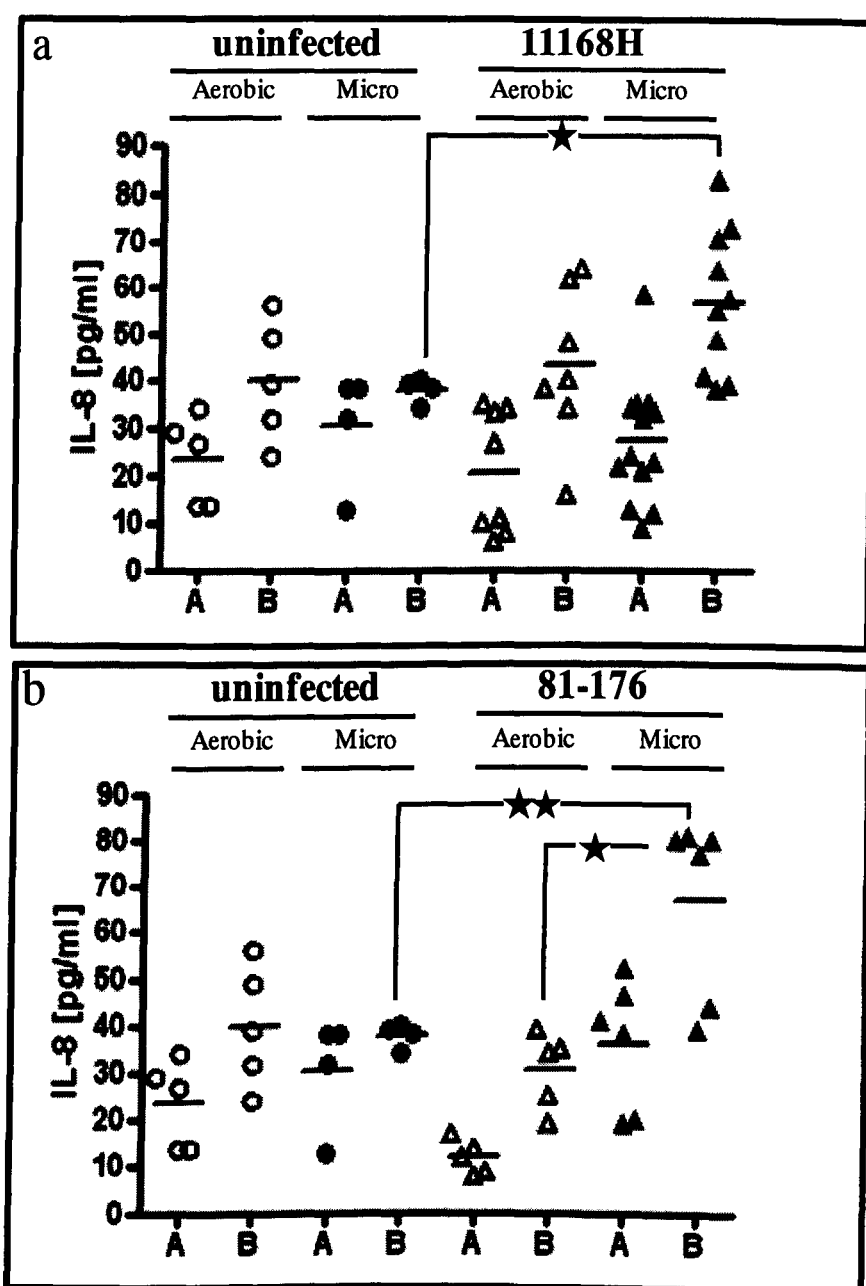 a
uninfected 11168H
Aerobic Micro Aerobic Micro
IL-8 [pg/ml]
90
80
70
60
50
40
30
20
10
0
A B A B A B A B
b
uninfected 81-176
Aerobic Micro Aerobic Micro
IL-8 [pg/ml]
90
80
70
60
50
40
30
20
10
0
A B A B A B A B